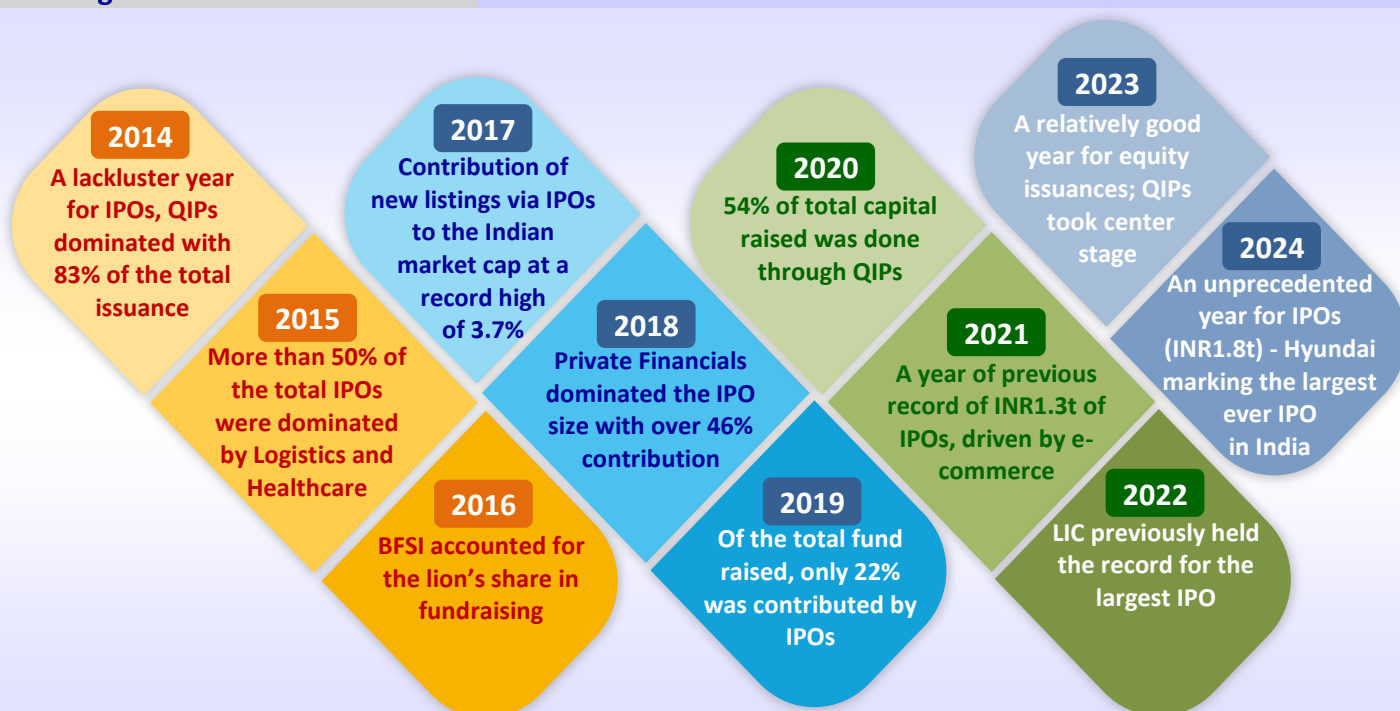 2014
A lackluster year
for IPOs, QIPs
dominated with
83% of the total
issuance
2015
More than 50% of
the total IPOs
were dominated
by Logistics and
Healthcare
2016
BFSI accounted for
the lion’s share in
fundraising
2017
Contribution of
new listings via IPOs
to the Indian
market cap at a
record high
of 3.7%
2018
Private Financials
dominated the IPO
size with over 46%
contribution
2019
Of the total fund
raised, only 22%
was contributed by
IPOs
2020
54% of total capital
raised was done
through QIPs
2021
A year of previous
record of INR1.3t of
IPOs, driven by e-
commerce
2022
LIC previously held
the record for the
largest IPO
2023
A relatively good
year for equity
issuances; QIPs
took center
stage
2024
An unprecedented
year for IPOs
(INR1.8t) - Hyundai
marking the largest
ever IPO
in India